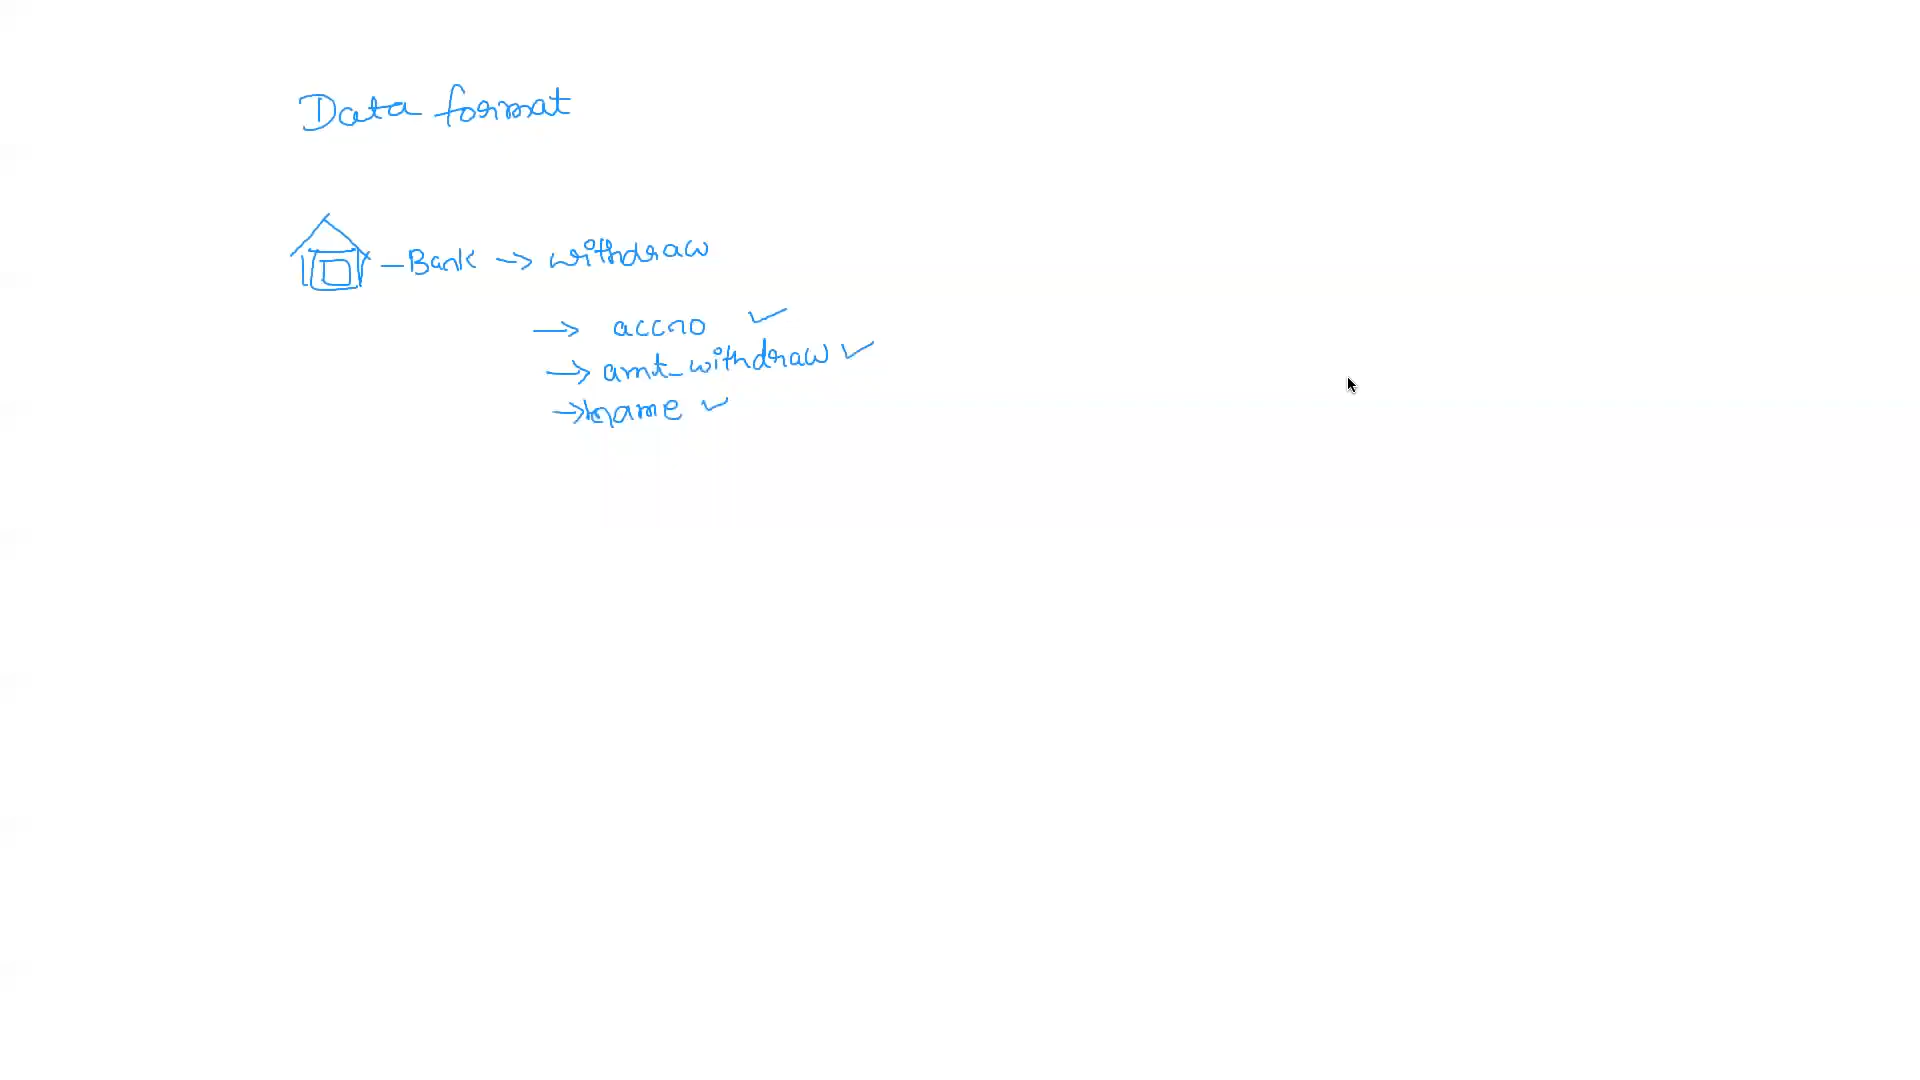 Data format
–Bank -> withdraw
-> accno ✓
-> amt_withdraw ✓
-> name ✓